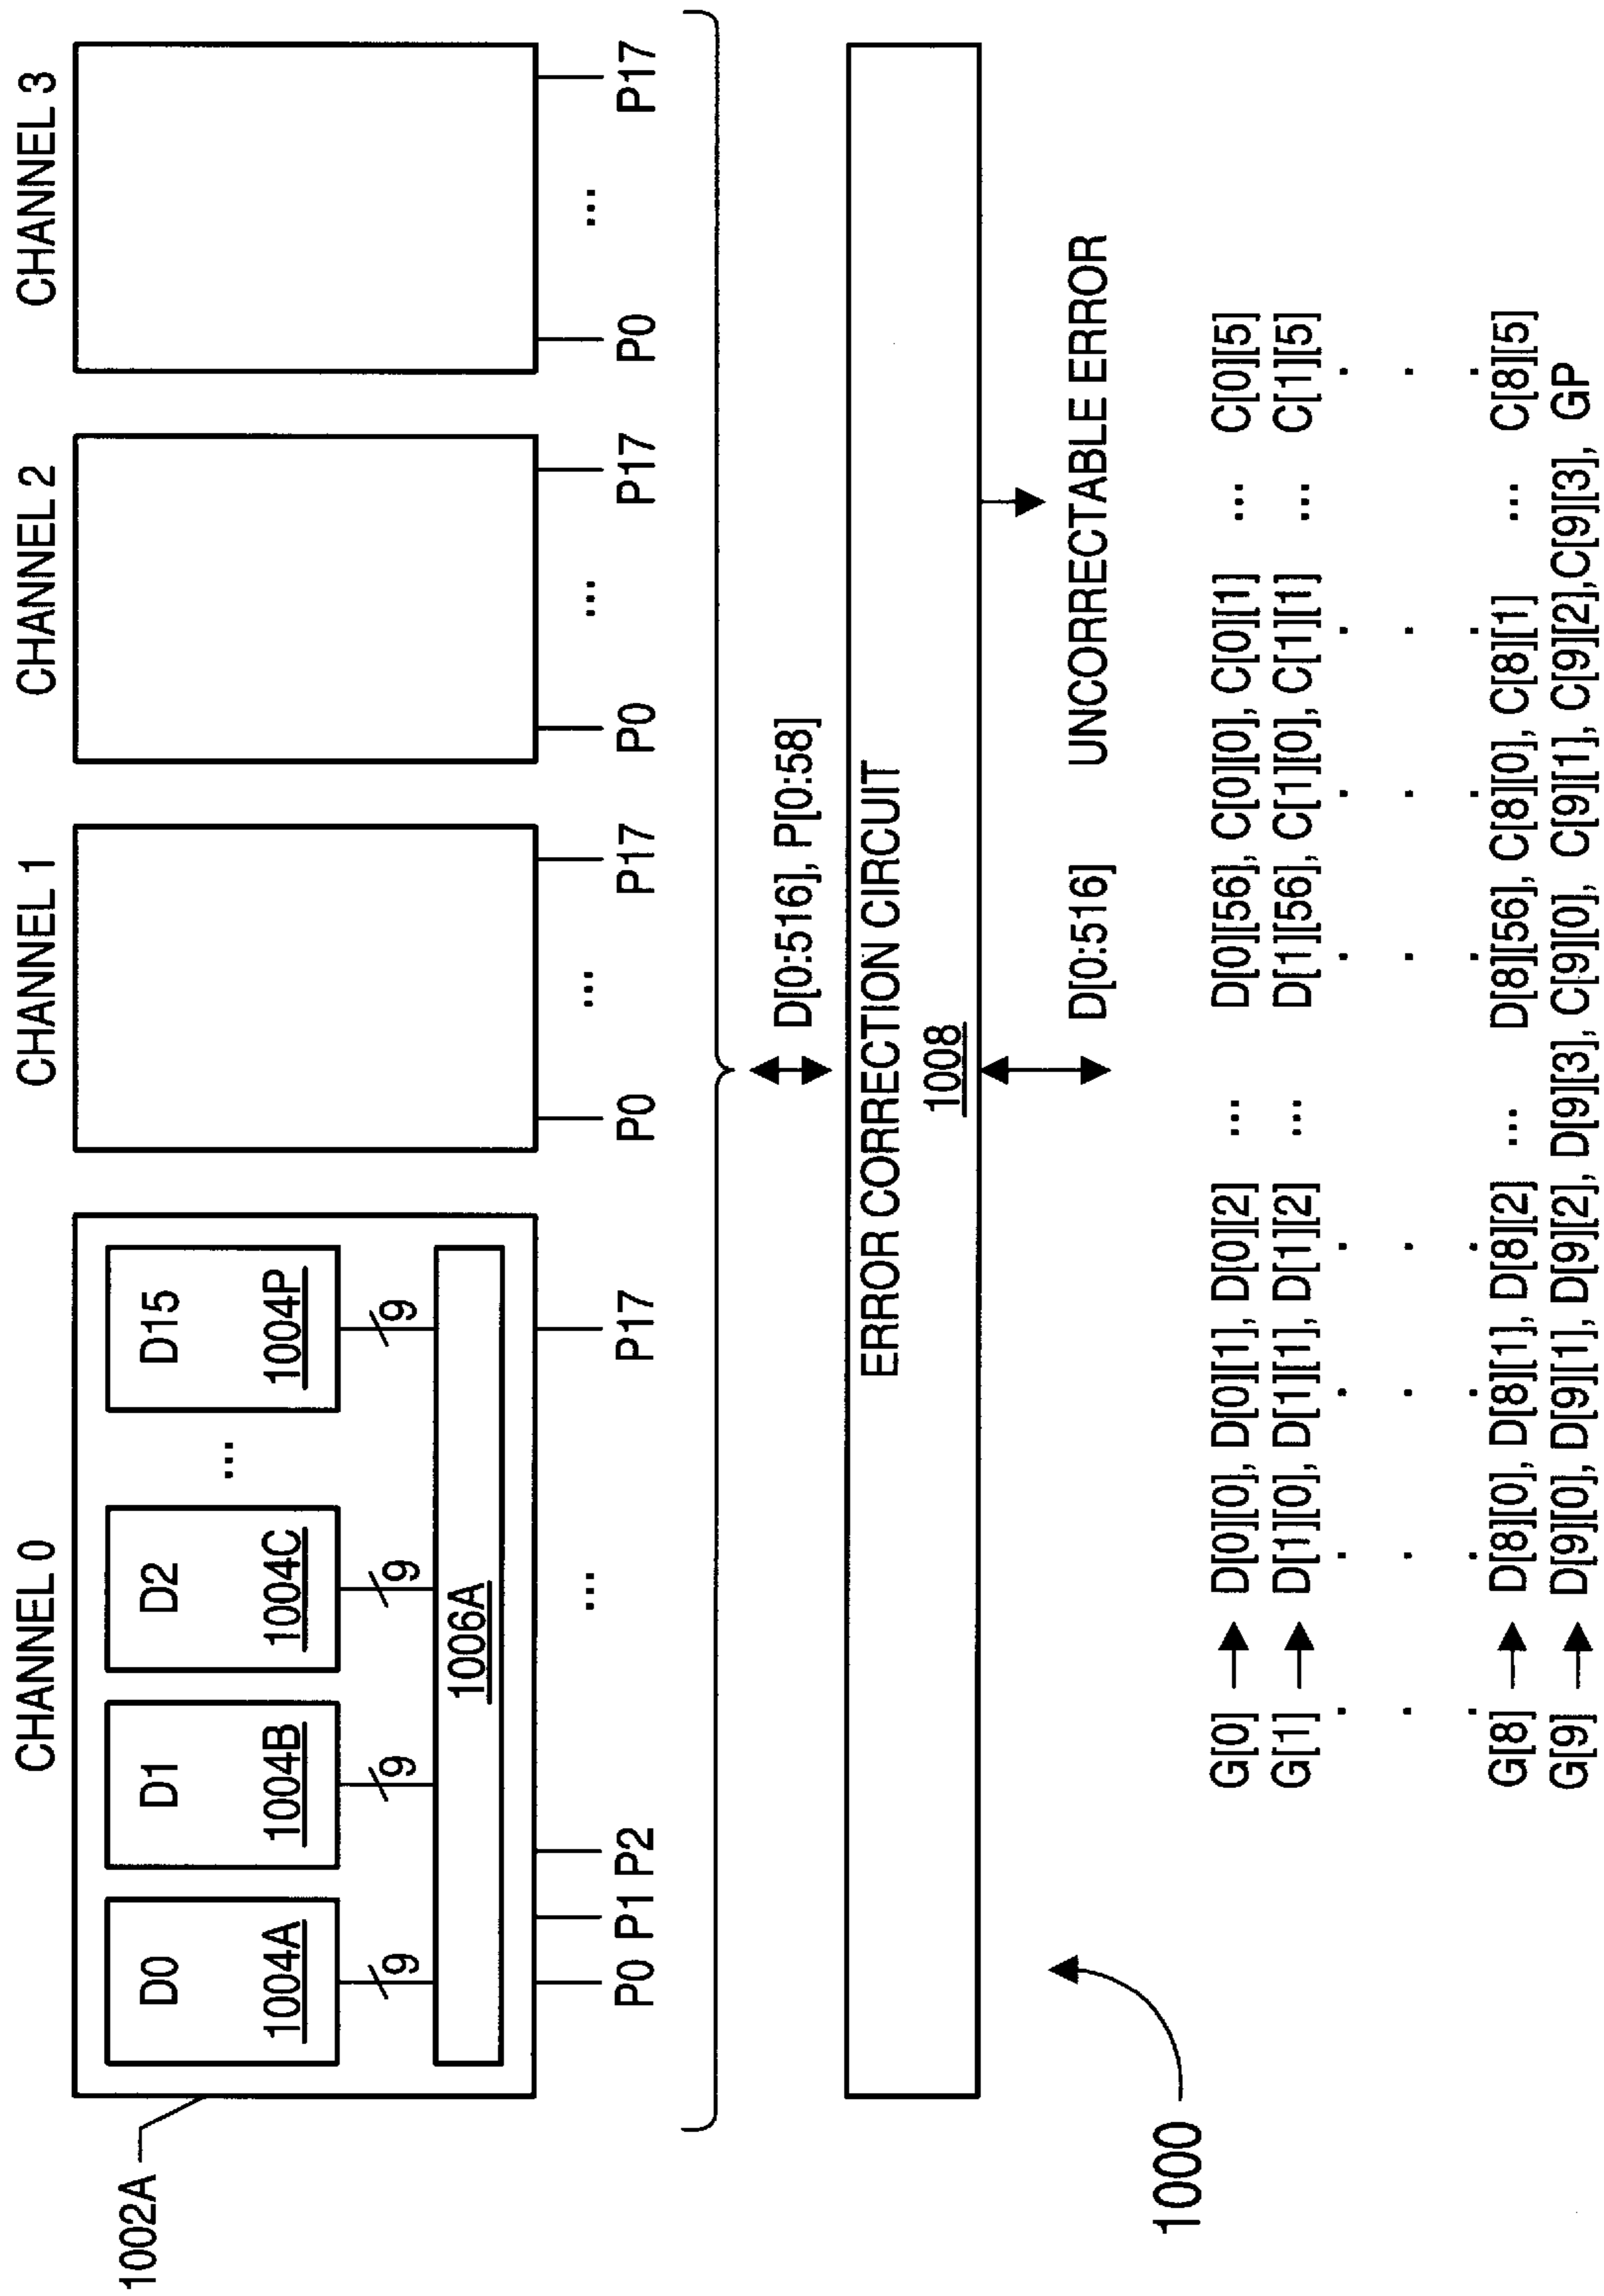 CHANNEL 0 CHANNEL 1 CHANNEL 2 CHANNEL 3
1002A
D0 D1 D2 ... D15
1004A 1004B 1004C 1004P
9 9 9 9
1006A
P0 P1 P2 ... P17 P0 ... P17 P0 ... P17 P0 ... P17
D[0:516], P[0:58]
ERROR CORRECTION CIRCUIT
1008
1000
D[0:516] UNCORRECTABLE ERROR
G[0] → D[0][0], D[0][1], D[0][2] ... D[0][56], C[0][0], C[0][1] ... C[0][5]
G[1] → D[1][0], D[1][1], D[1][2] ... D[1][56], C[1][0], C[1][1] ... C[1][5]
G[8] → D[8][0], D[8][1], D[8][2] ... D[8][56], C[8][0], C[8][1] ... C[8][5]
G[9] → D[9][0], D[9][1], D[9][2], D[9][3], C[9][0], C[9][1], C[9][2],C[9][3], GP